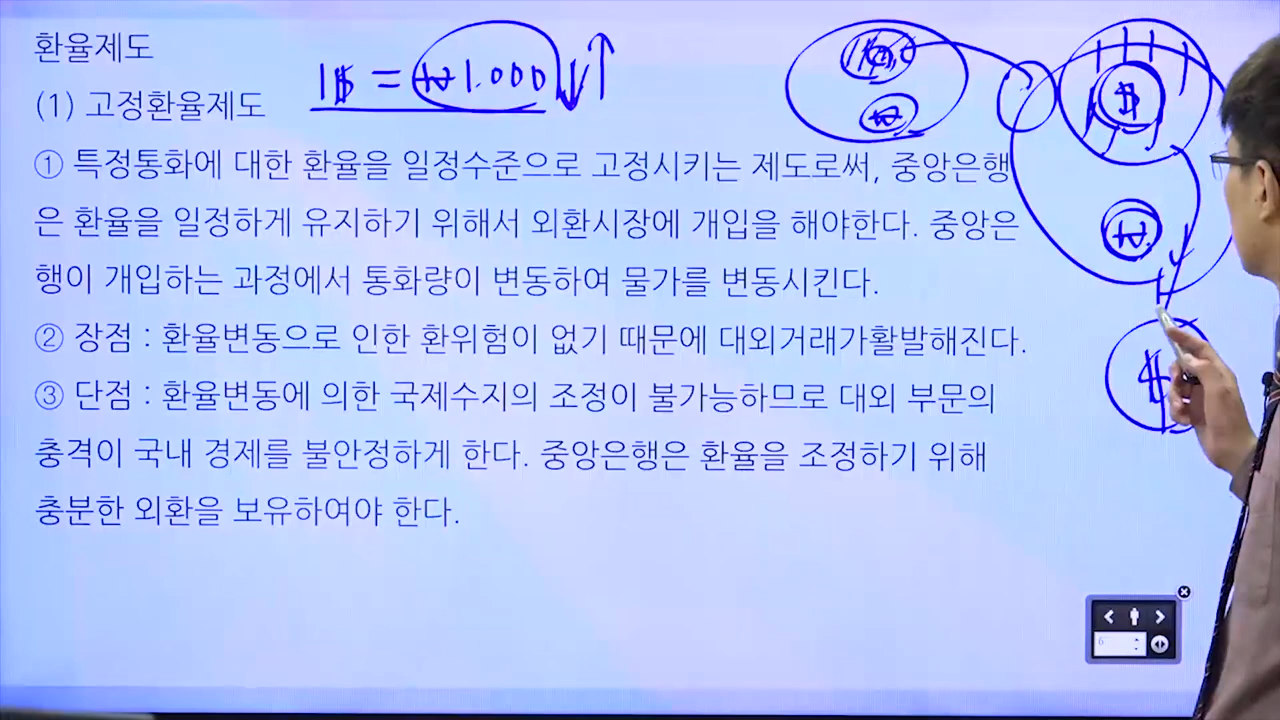 환율제도
1$ = ₩1.000 ↓↑
(1) 고정환율제도
① 특정통화에 대한 환율을 일정수준으로 고정시키는 제도로써, 중앙은행
은 환율을 일정하게 유지하기 위해서 외환시장에 개입을 해야한다. 중앙은
행이 개입하는 과정에서 통화량이 변동하여 물가를 변동시킨다.
② 장점 : 환율변동으로 인한 환위험이 없기 때문에 대외거래가활발해진다.
③ 단점 : 환율변동에 의한 국제수지의 조정이 불가능하므로 대외 부문의
충격이 국내 경제를 불안정하게 한다. 중앙은행은 환율을 조정하기 위해
충분한 외환을 보유하여야 한다.
₩
$
₩
$
6